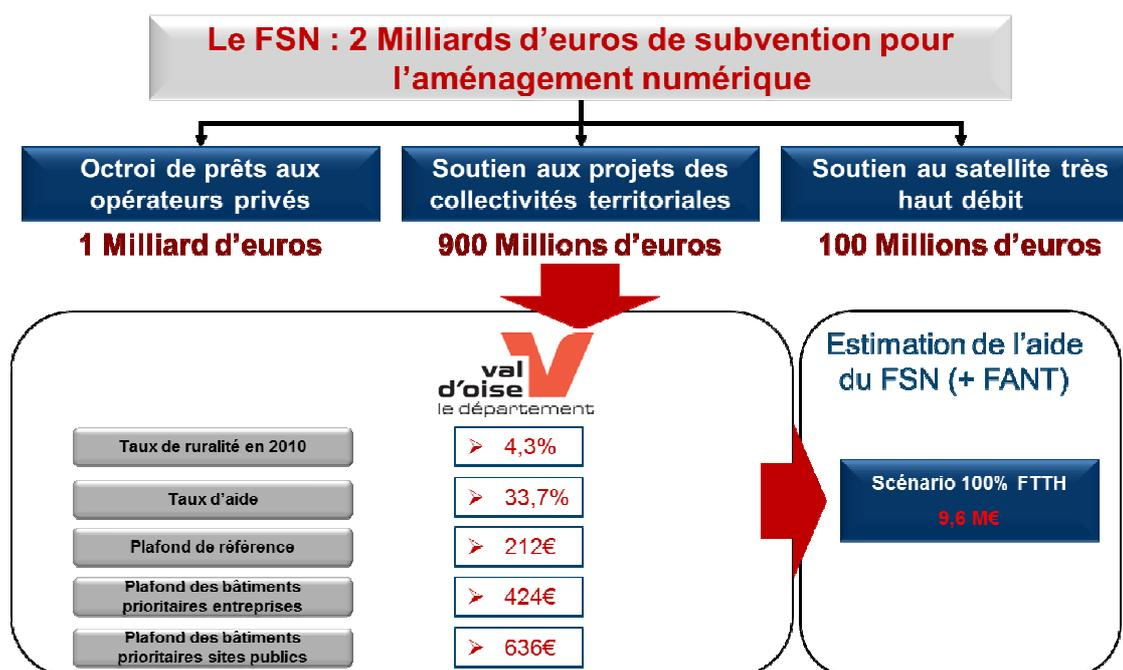 Le FSN : 2 Milliards d'euros de subvention pour
l'aménagement numérique
Octroi de prêts aux
opérateurs privés
1 Milliard d'euros
Soutien aux projets des
collectivités territoriales
900 Millions d'euros
Soutien au satellite très
haut débit
100 Millions d'euros
val
d'oise
le département
Taux de ruralité en 2010
➢ 4,3%
Taux d'aide
➢ 33,7%
Plafond de référence
➢ 212€
Plafond des bâtiments
prioritaires entreprises
➢ 424€
Plafond des bâtiments
prioritaires sites publics
➢ 636€
Estimation de l'aide
du FSN (+ FANT)
Scénario 100% FTTH
9,6 M€